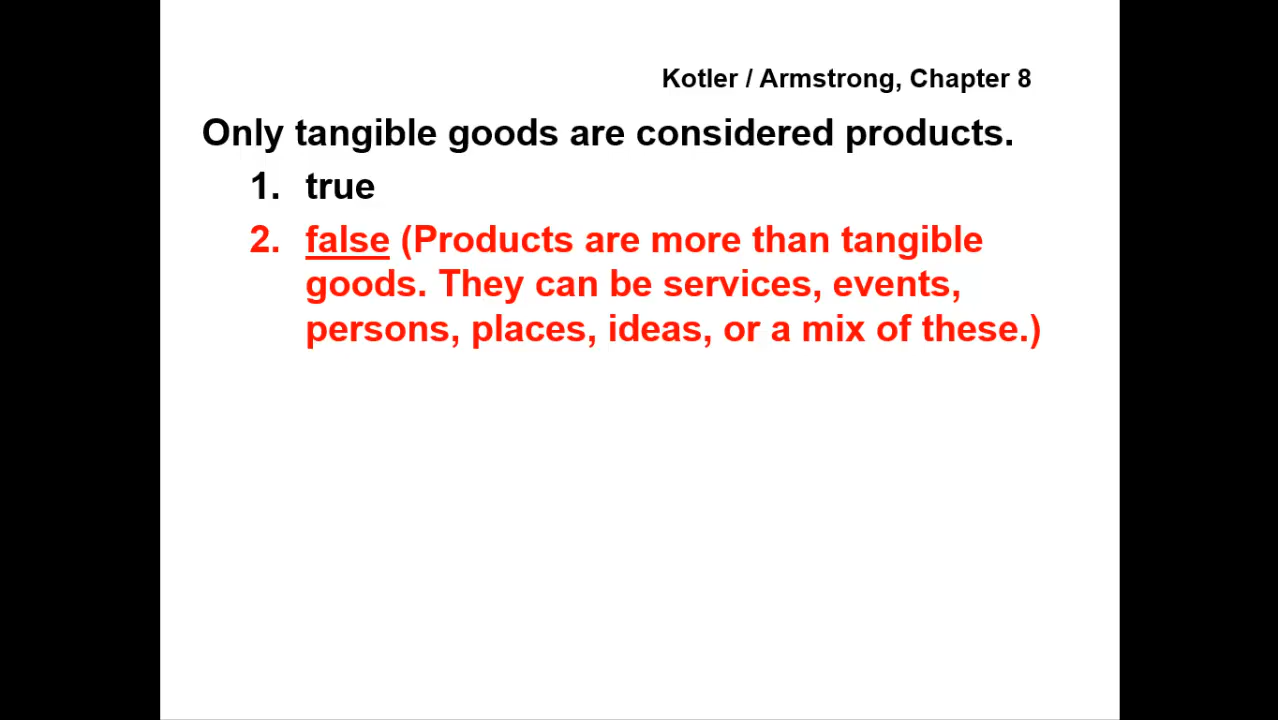 Kotler / Armstrong, Chapter 8
Only tangible goods are considered products.
1. true
2. false (Products are more than tangible
goods. They can be services, events,
persons, places, ideas, or a mix of these.)